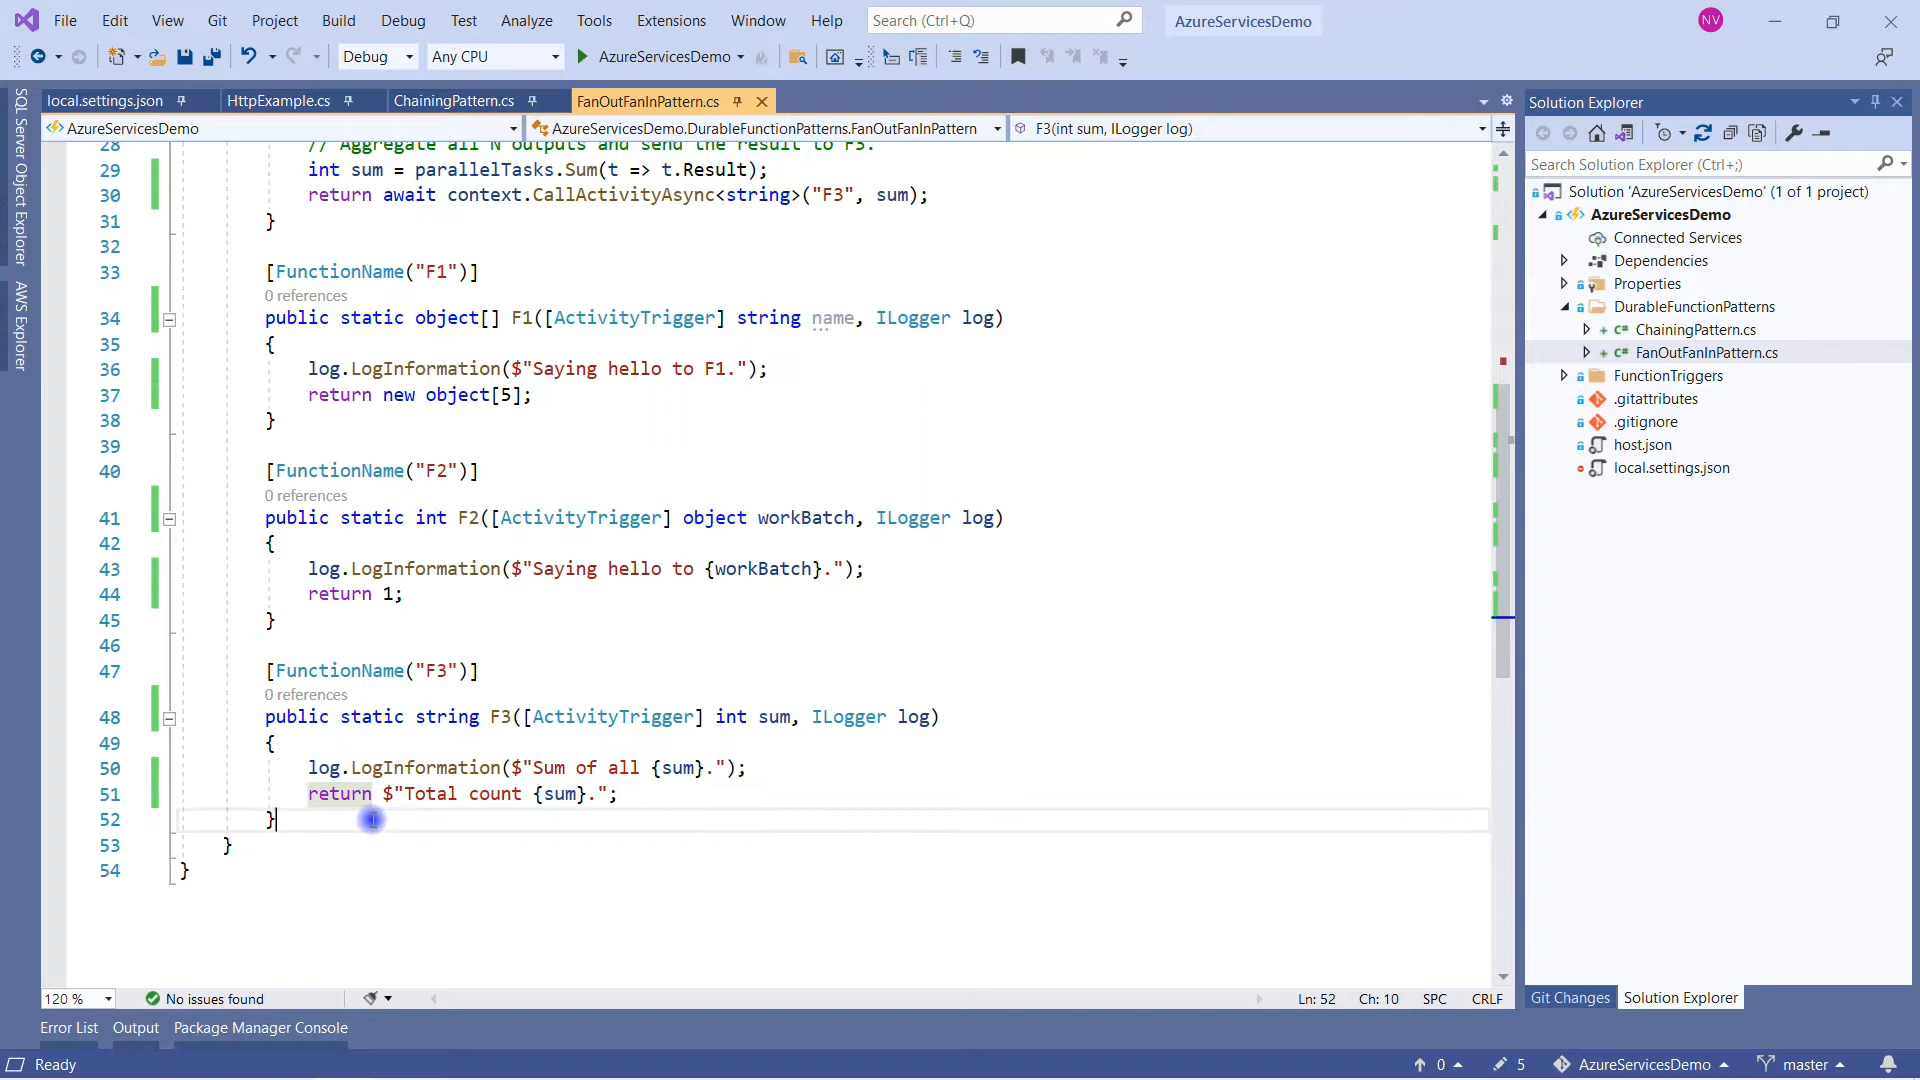 File Edit View Git Project Build Debug Test Analyze Tools Extensions Window Help Search (Ctrl+Q) AzureServicesDemo NV
Debug Any CPU AzureServicesDemo
SQL Server Object Explorer
AWS Explorer
local.settings.json HttpExample.cs ChainingPattern.cs FanOutFanInPattern.cs
AzureServicesDemo AzureServicesDemo.DurableFunctionPatterns.FanOutFanInPattern F3(int sum, ILogger log)
28 // Aggregate all N outputs and send the result to F3.
29 int sum = parallelTasks.Sum(t => t.Result);
30 return await context.CallActivityAsync<string>("F3", sum);
31 }
32
33 [FunctionName("F1")]
0 references
34 public static object[] F1([ActivityTrigger] string name, ILogger log)
35 {
36 log.LogInformation($"Saying hello to F1.");
37 return new object[5];
38 }
39
40 [FunctionName("F2")]
0 references
41 public static int F2([ActivityTrigger] object workBatch, ILogger log)
42 {
43 log.LogInformation($"Saying hello to {workBatch}.");
44 return 1;
45 }
46
47 [FunctionName("F3")]
0 references
48 public static string F3([ActivityTrigger] int sum, ILogger log)
49 {
50 log.LogInformation($"Sum of all {sum}.");
51 return $"Total count {sum}.";
52 }
53 }
54 }
120 % No issues found Ln: 52 Ch: 10 SPC CRLF
Solution Explorer
Search Solution Explorer (Ctrl+;)
Solution 'AzureServicesDemo' (1 of 1 project)
AzureServicesDemo
Connected Services
Dependencies
Properties
DurableFunctionPatterns
C# ChainingPattern.cs
C# FanOutFanInPattern.cs
FunctionTriggers
.gitattributes
.gitignore
host.json
local.settings.json
Git Changes Solution Explorer
Error List Output Package Manager Console
Ready 0 5 AzureServicesDemo master